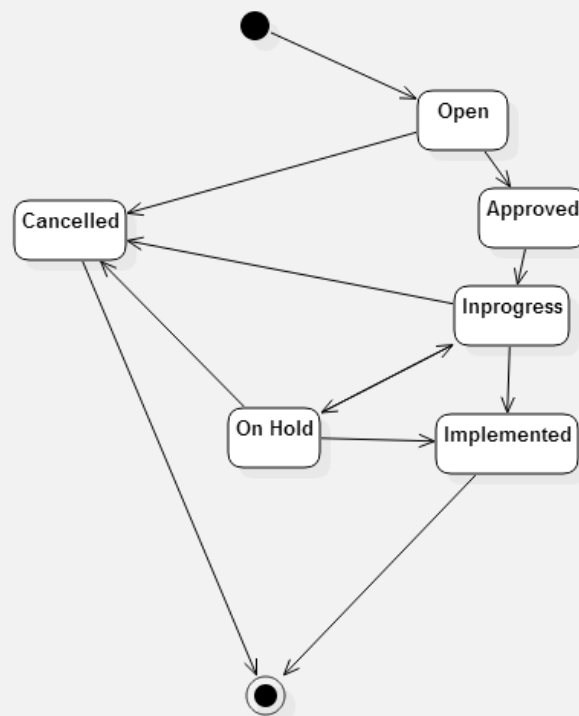 Open
Approved
Cancelled
Inprogress
On Hold
Implemented